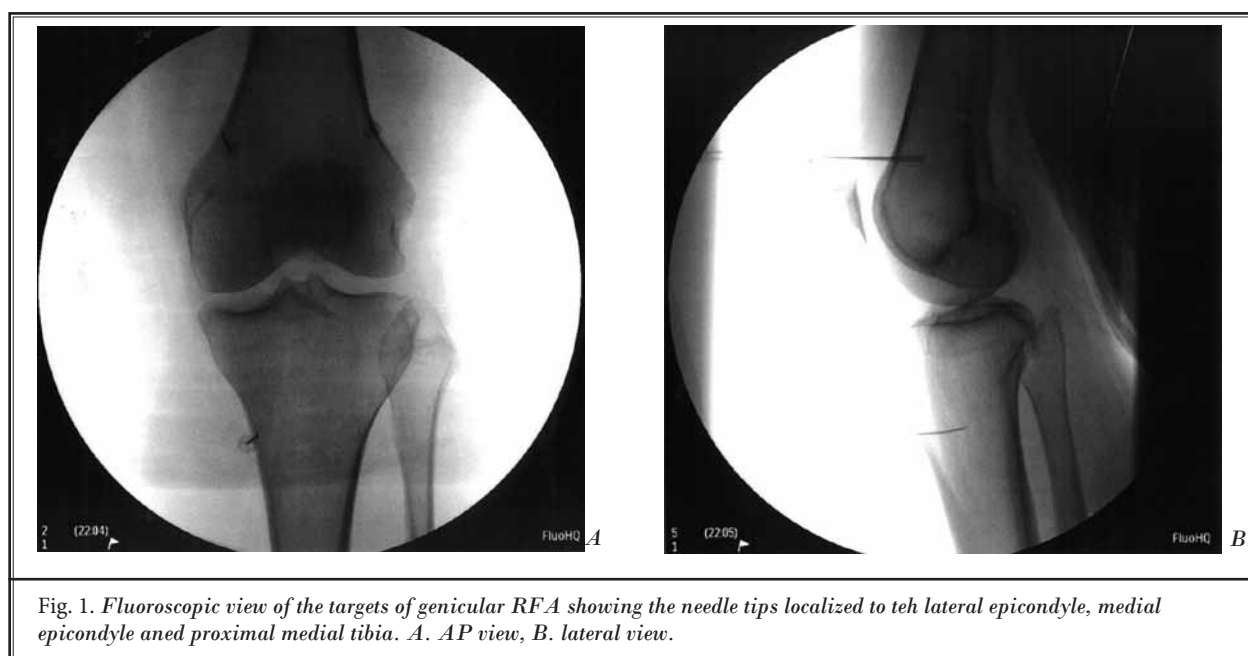 2 (22:04)
1
FluoHQ
A
5 (22:05)
1
FluoHQ
B
Fig. 1. Fluoroscopic view of the targets of genicular RFA showing the needle tips localized to teh lateral epicondyle, medial
epicondyle aned proximal medial tibia. A. AP view, B. lateral view.